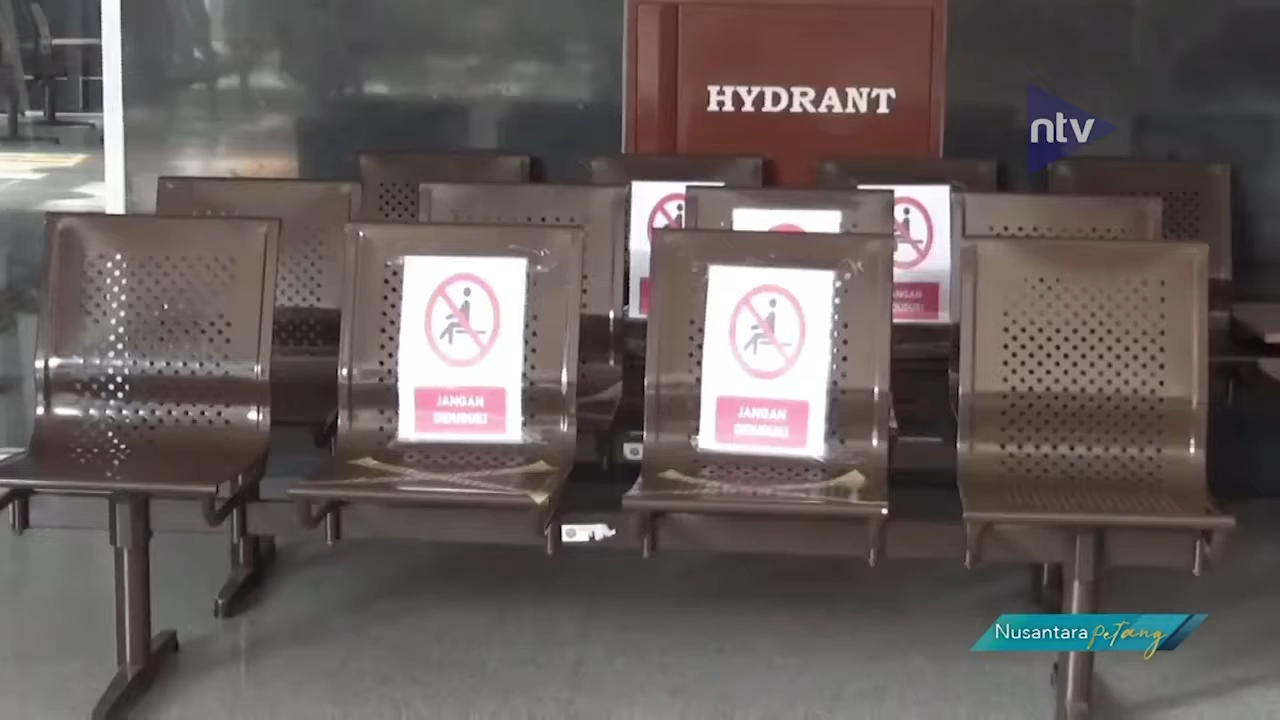 HYDRANT
ntv
JANGAN
DIDUDUKI
JANGAN
DIDUDUKI
Nusantara Petang